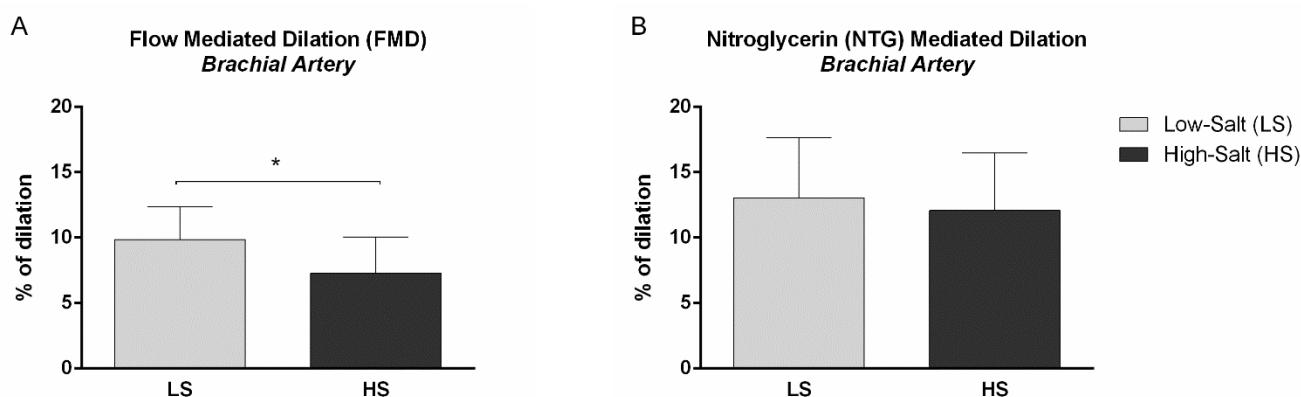 A
Flow Mediated Dilation (FMD)
Brachial Artery
% of dilation
20
15
10
5
0
*
LS
HS
B
Nitroglycerin (NTG) Mediated Dilation
Brachial Artery
% of dilation
20
15
10
5
0
LS
HS
Low-Salt (LS)
High-Salt (HS)